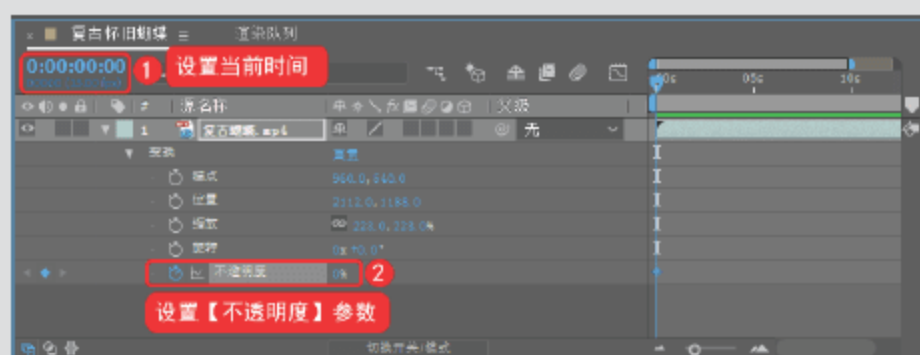 复古怀旧蝴蝶 渲染队列
0:00:00:00 1 设置当前时间
00s 05s 10s
# 源名称 父级
1 复古蝴蝶.mp4 无
变换 重置
锚点 960.0,540.0
位置
缩放 228.0,228.0%
旋转 0x+0.0°
不透明度 0% 2
设置【不透明度】参数
切换开关/模式